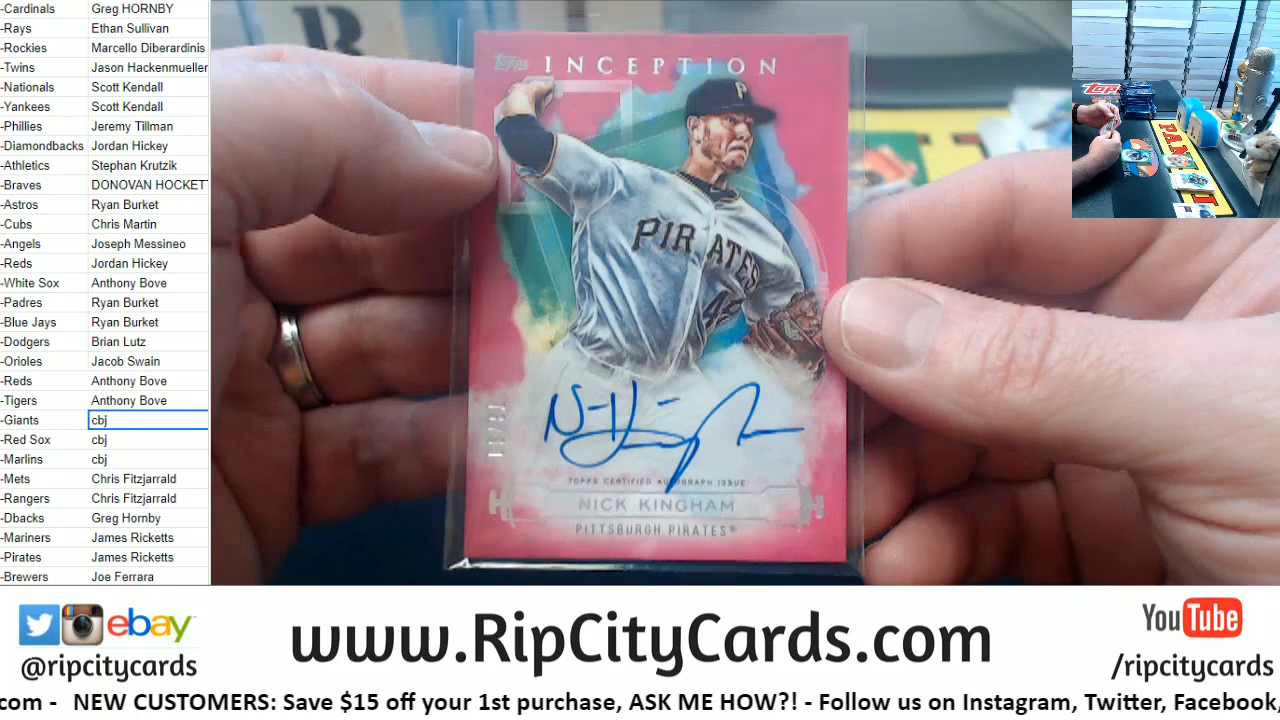 -Cardinals Greg HORNBY
-Rays Ethan Sullivan
-Rockies Marcello Diberardinis
-Twins Jason Hackenmueller
-Nationals Scott Kendall
-Yankees Scott Kendall
-Phillies Jeremy Tillman
-Diamondbacks Jordan Hickey
-Athletics Stephan Krutzik
-Braves DONOVAN HOCKETT
-Astros Ryan Burket
-Cubs Chris Martin
-Angels Joseph Messineo
-Reds Jordan Hickey
-White Sox Anthony Bove
-Padres Ryan Burket
-Blue Jays Ryan Burket
-Dodgers Brian Lutz
-Orioles Jacob Swain
-Reds Anthony Bove
-Tigers Anthony Bove
-Giants cbj
-Red Sox cbj
-Marlins cbj
-Mets Chris Fitzjarrald
-Rangers Chris Fitzjarrald
-Dbacks Greg Hornby
-Mariners James Ricketts
-Pirates James Ricketts
-Brewers Joe Ferrara
Topps INCEPTION
P
PIRATES
TOPPS CERTIFIED AUTOGRAPH ISSUE
NICK KINGHAM
PITTSBURGH PIRATES®
ebay
@ripcitycards
www.RipCityCards.com
YouTube
/ripcitycards
com - NEW CUSTOMERS: Save $15 off your 1st purchase, ASK ME HOW?! - Follow us on Instagram, Twitter, Facebook,